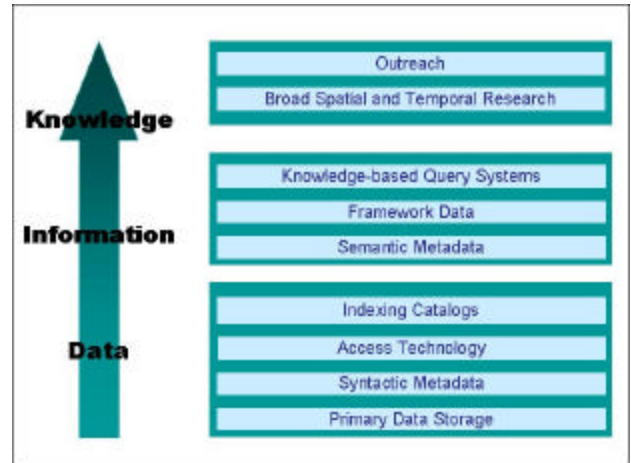 Outreach
Broad Spatial and Temporal Research
Knowledge
Knowledge-based Query Systems
Framework Data
Information
Semantic Metadata
Indexing Catalogs
Access Technology
Data
Syntactic Metadata
Primary Data Storage